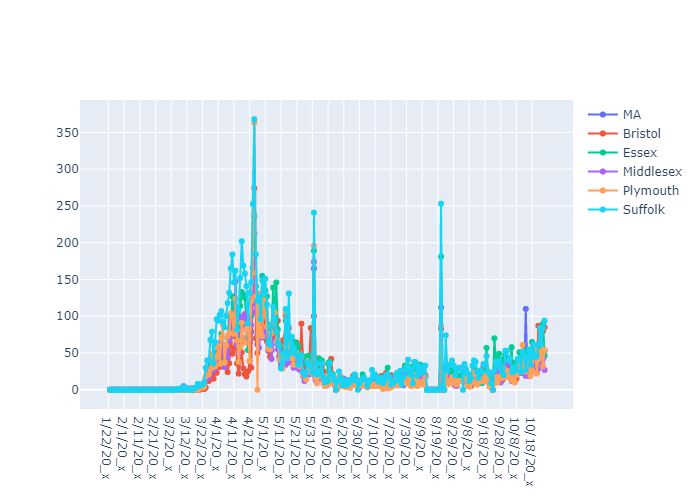 350
300
250
200
150
100
50
0
1/22/20_x
2/1/20_x
2/11/20_x
2/21/20_x
3/2/20_x
3/12/20_x
3/22/20_x
4/1/20_x
4/11/20_x
4/21/20_x
5/1/20_x
5/11/20_x
5/21/20_x
5/31/20_x
6/10/20_x
6/20/20_x
6/30/20_x
7/10/20_x
7/20/20_x
7/30/20_x
8/9/20_x
8/19/20_x
8/29/20_x
9/8/20_x
9/18/20_x
9/28/20_x
10/8/20_x
10/18/20_x
MA
Bristol
Essex
Middlesex
Plymouth
Suffolk